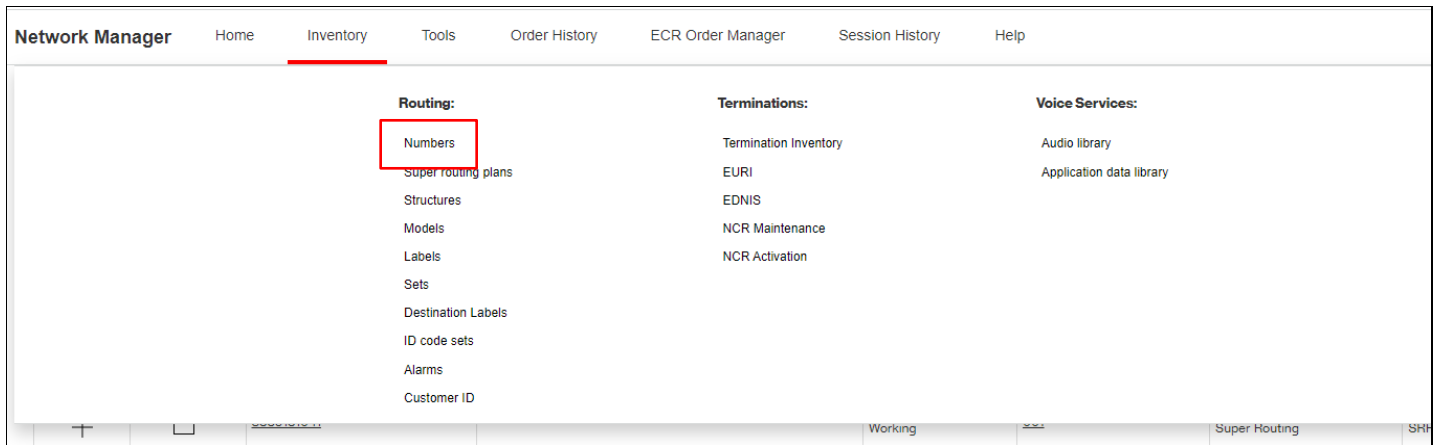 Network Manager Home Inventory Tools Order History ECR Order Manager Session History Help
Routing: Terminations: Voice Services:
Numbers Termination Inventory Audio library
Super routing plans EURI Application data library
Structures EDNIS
Models NCR Maintenance
Labels NCR Activation
Sets
Destination Labels
ID code sets
Alarms
Customer ID
Working Super Routing